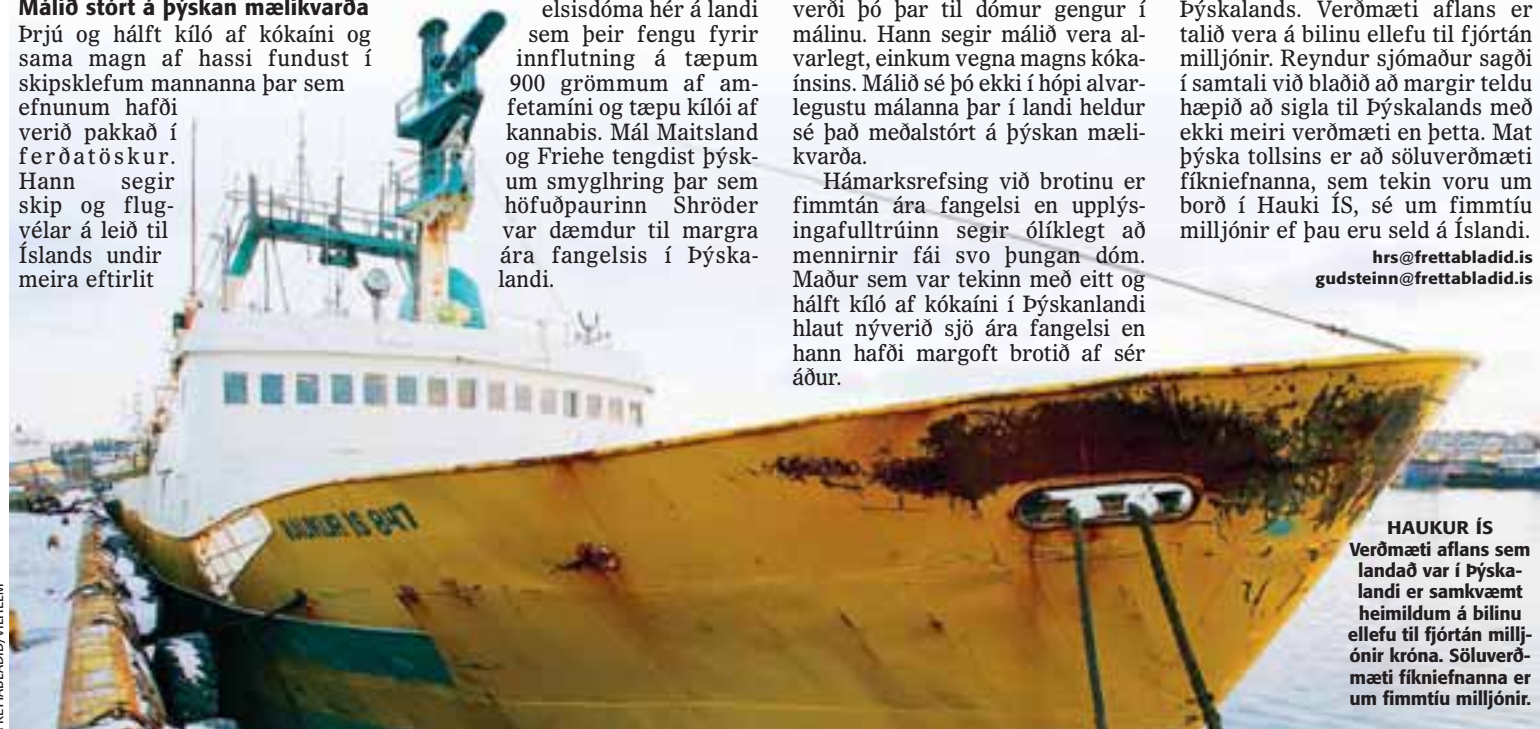 Málið stórt á þýskan mælikvarða
Þrjú og hálft kíló af kókaíni og
sama magn af hassi fundust í
skipsklefum mannanna þar sem
efnunum hafði
verið pakkað í
ferðatöskur.
Hann segir
skip og flug-
vélar á leið til
Íslands undir
meira eftirlit
elsisdóma hér á landi
sem þeir fengu fyrir
innflutning á tæpum
900 grömmum af am-
fetamíni og tæpu kílói af
kannabis. Mál Maitsland
og Friehe tengdist þýsk-
um smyglhring þar sem
höfuðpaurinn Shröder
var dæmdur til margra
ára fangelsis í Þýska-
landi.
verði þó þar til dómur gengur í
málinu. Hann segir málið vera al-
varlegt, einkum vegna magns kóka-
ínsins. Málið sé þó ekki í hópi alvar-
legustu málanna þar í landi heldur
sé það meðalstórt á þýskan mæli-
kvarða.
Hámarksrefsing við brotinu er
fimmtán ára fangelsi en upplýs-
ingafulltrúinn segir ólíklegt að
mennirnir fái svo þungan dóm.
Maður sem var tekinn með eitt og
hálft kíló af kókaíni í Þýskanlandi
hlaut nýverið sjö ára fangelsi en
hann hafði margoft brotið af sér
áður.
Þýskalands. Verðmæti aflans er
talið vera á bilinu ellefu til fjórtán
milljónir. Reyndur sjómaður sagði
í samtali við blaðið að margir teldu
hæpið að sigla til Þýskalands með
ekki meiri verðmæti en þetta. Mat
þýska tollsins er að söluverðmæti
fíkniefnanna, sem tekin voru um
borð í Hauki ÍS, sé um fimmtíu
milljónir ef þau eru seld á Íslandi.
hrs@frettabladid.is
gudsteinn@frettabladid.is
HAUKUR IS 847
HAUKUR ÍS
Verðmæti aflans sem
landað var í Þýska-
landi er samkvæmt
heimildum á bilinu
ellefu til fjórtán millj-
ónir króna. Söluverð-
mæti fíkniefnanna er
um fimmtíu milljónir.